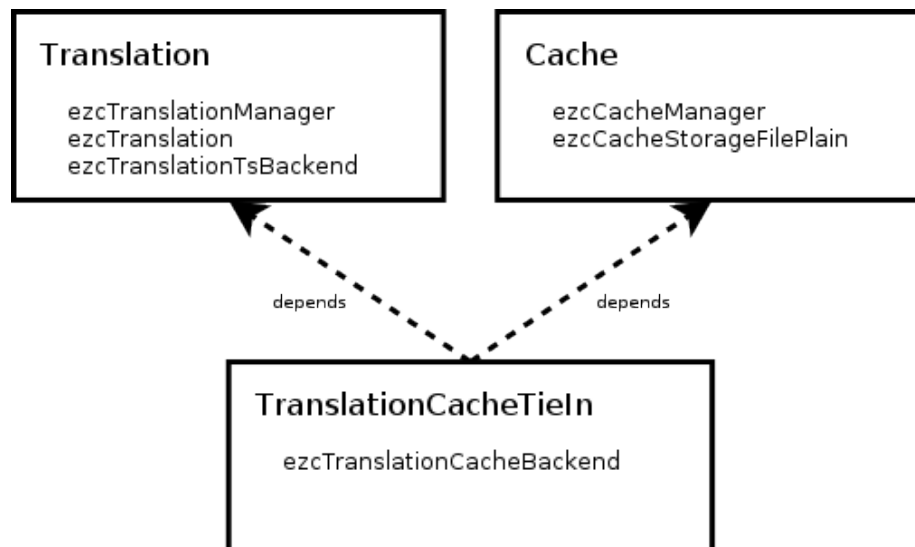 Translation
ezcTranslationManager
ezcTranslation
ezcTranslationTsBackend
Cache
ezcCacheManager
ezcCacheStorageFilePlain
depends
depends
TranslationCacheTieIn
ezcTranslationCacheBackend